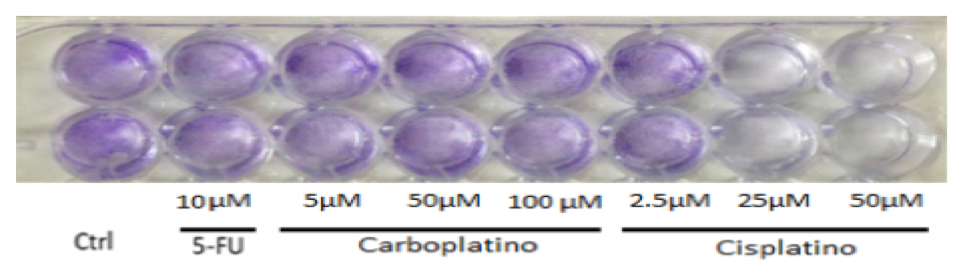 10μM 5μM 50μM 100 μM 2.5μM 25μM 50μM
Ctrl 5-FU Carboplatino Cisplatino